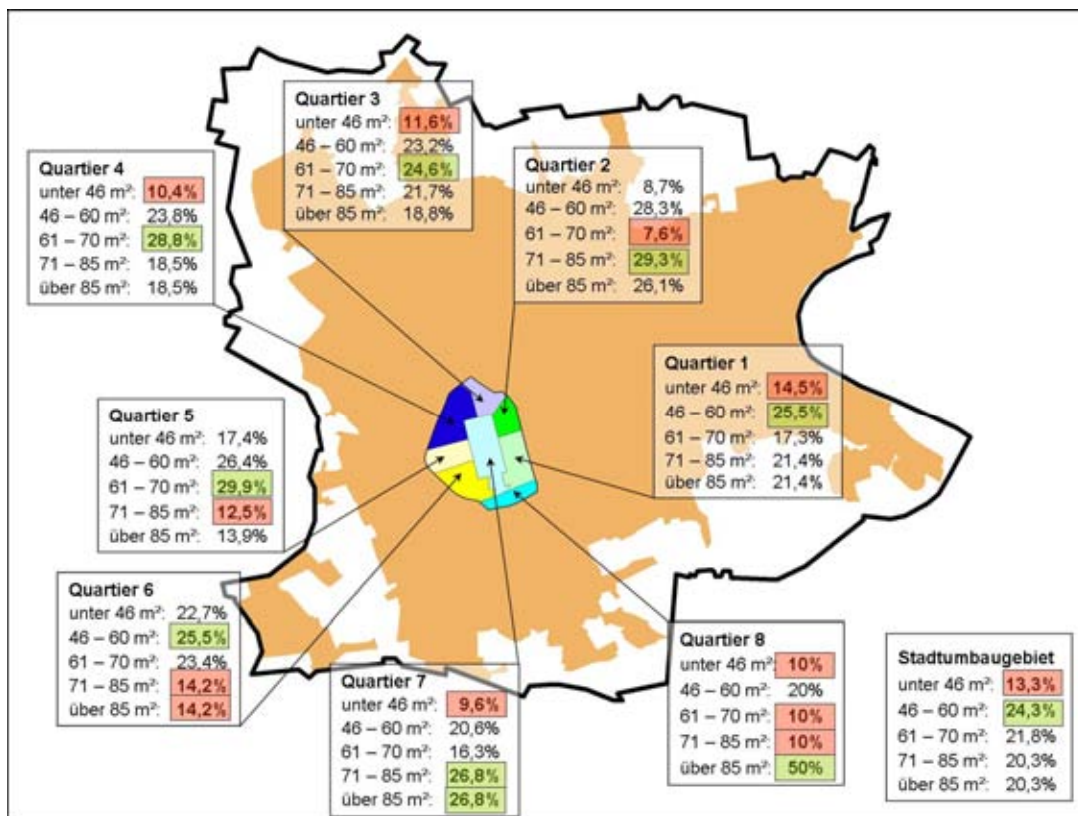 Quartier 3
unter 46 m²: 11,6%
46 – 60 m²: 23,2%
61 – 70 m²: 24,6%
71 – 85 m²: 21,7%
über 85 m²: 18,8%
Quartier 2
unter 46 m²: 8,7%
46 – 60 m²: 28,3%
61 – 70 m²: 7,6%
71 – 85 m²: 29,3%
über 85 m²: 26,1%
Quartier 4
unter 46 m²: 10,4%
46 – 60 m²: 23,8%
61 – 70 m²: 28,8%
71 – 85 m²: 18,5%
über 85 m²: 18,5%
Quartier 1
unter 46 m²: 14,5%
46 – 60 m²: 25,5%
61 – 70 m²: 17,3%
71 – 85 m²: 21,4%
über 85 m²: 21,4%
Quartier 5
unter 46 m²: 17,4%
46 – 60 m²: 26,4%
61 – 70 m²: 29,9%
71 – 85 m²: 12,5%
über 85 m²: 13,9%
Quartier 6
unter 46 m²: 22,7%
46 – 60 m²: 25,5%
61 – 70 m²: 23,4%
71 – 85 m²: 14,2%
über 85 m²: 14,2%
Quartier 7
unter 46 m²: 9,6%
46 – 60 m²: 20,6%
61 – 70 m²: 16,3%
71 – 85 m²: 26,8%
über 85 m²: 26,8%
Quartier 8
unter 46 m²: 10%
46 – 60 m²: 20%
61 – 70 m²: 10%
71 – 85 m²: 10%
über 85 m²: 50%
Stadtumbaugebiet
unter 46 m²: 13,3%
46 – 60 m²: 24,3%
61 – 70 m²: 21,8%
71 – 85 m²: 20,3%
über 85 m²: 20,3%